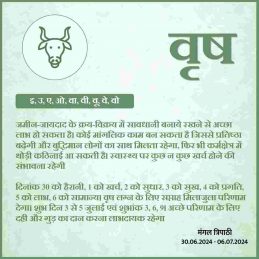 वृष
इ, उ, ए, ओ, वा, वी, वू, वे, वो
जमीन-जायदाद के क्रय-विक्रय में सावधानी बनाये रखने से अच्छा
लाभ हो सकता है। कोई मांगलिक काम बन सकता है जिससे प्रतिष्ठा
बढ़ेगी और बुद्धिमान लोगों का साथ मिलता रहेगा, फिर भी कर्मक्षेत्र में
थोड़ी कठिनाई आ सकती है। स्वास्थ्य पर कुछ न कुछ खर्च होने की
संभावना रहेगी
दिनांक 30 को हैरानी, 1 को खर्च, 2 को सुधार, 3 को सुख, 4 को प्रगति,
5 को लाभ, 6 को सामान्य वृष लग्न के लिए सप्ताह मिलाजुला परिणाम
देगा। शुभ दिन 3 से 5 जुलाई एवं शुभांक 3, 6, 9। अच्छे परिणाम के लिए
दही और गुड़ का दान करना लाभदायक रहेगा
मंगल त्रिपाठी
30.06.2024 - 06.07.2024